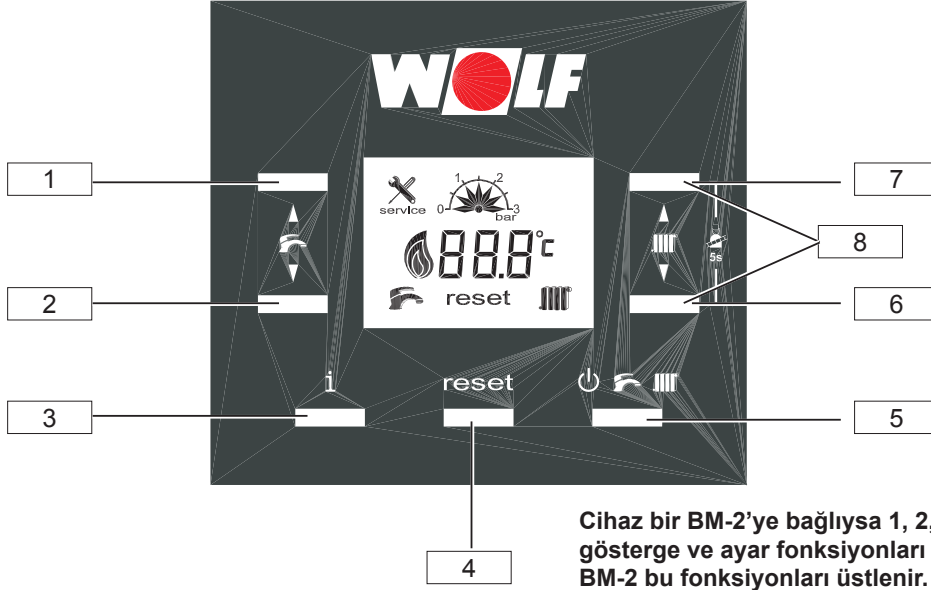 WOLF
1
7
1 2
service 0 3
bar
8
5s
88.8°c
2
reset
6
i reset
3
5
4
Cihaz bir BM-2’ye bağlıysa 1, 2,
gösterge ve ayar fonksiyonları
BM-2 bu fonksiyonları üstlenir.